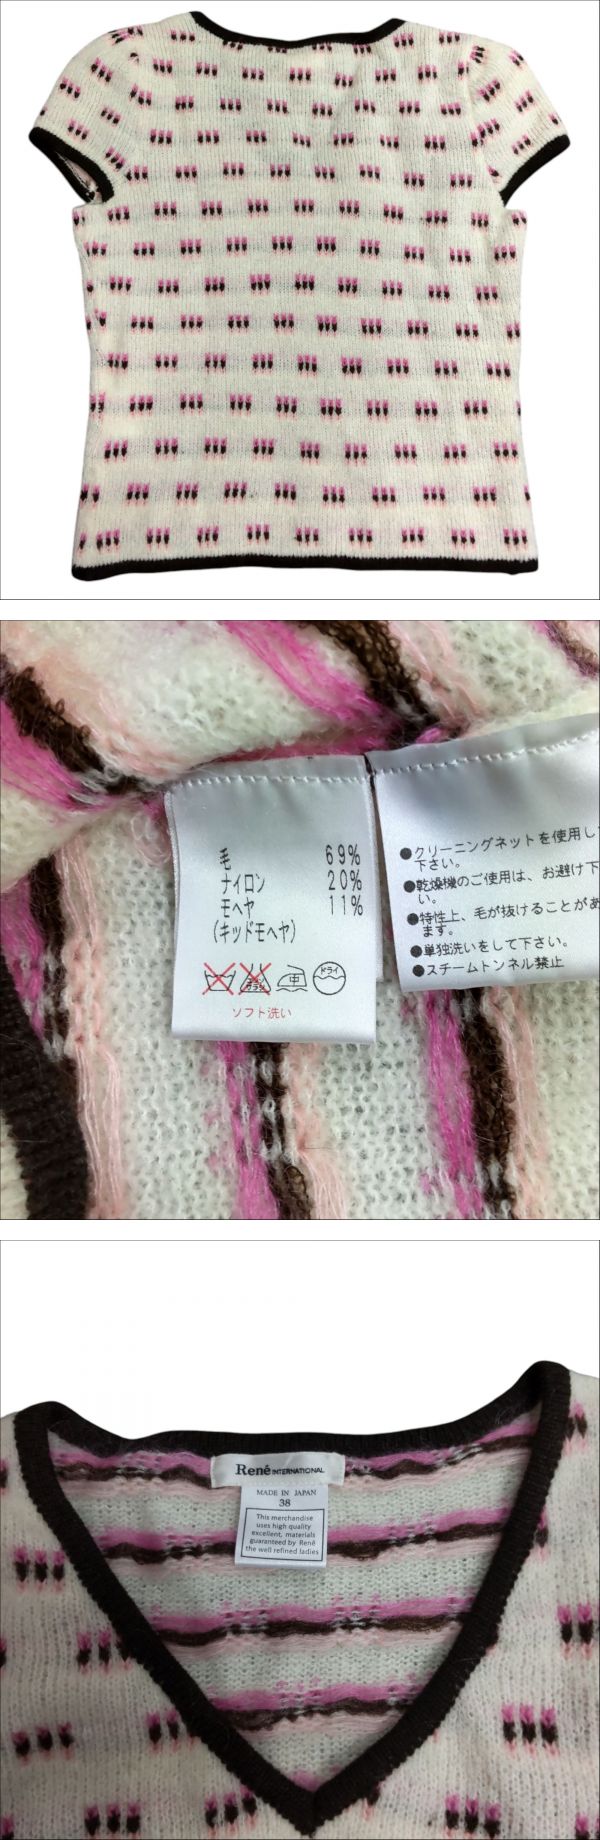 毛 69%
ナイロン 20%
モヘヤ 11%
(キッドモヘヤ)
ドライ
ソフト洗い
●クリーニングネットを使用し
下さい。
●乾燥機のご使用は、お避け下
い。
●特性上、毛が抜けることがあ
ます。
●単独洗いをして下さい。
●スチームトンネル禁止
René INTERNATIONAL
MADE IN JAPAN
38
This merchandise
uses high quality
excellent, materials
guaranteed by René
the well refined ladies